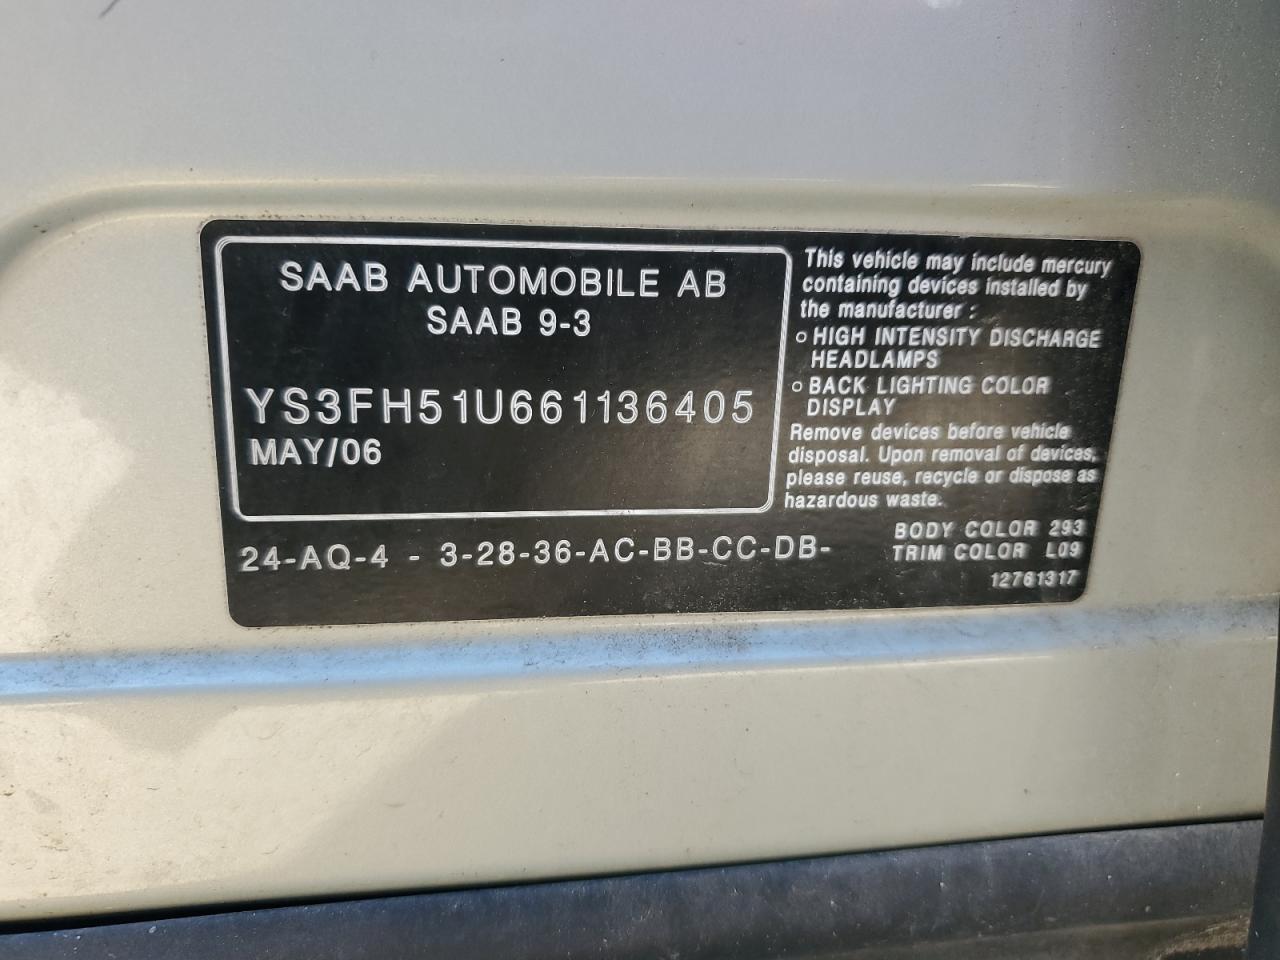 SAAB AUTOMOBILE AB
SAAB 9-3
YS3FH51U661136405
MAY/06
This vehicle may include mercury
containing devices installed by
the manufacturer :
○ HIGH INTENSITY DISCHARGE
HEADLAMPS
○ BACK LIGHTING COLOR
DISPLAY
Remove devices before vehicle
disposal. Upon removal of devices,
please reuse, recycle or dispose as
hazardous waste.
24-AQ-4 - 3-28-36-AC-BB-CC-DB-
BODY COLOR 293
TRIM COLOR L09
12761317